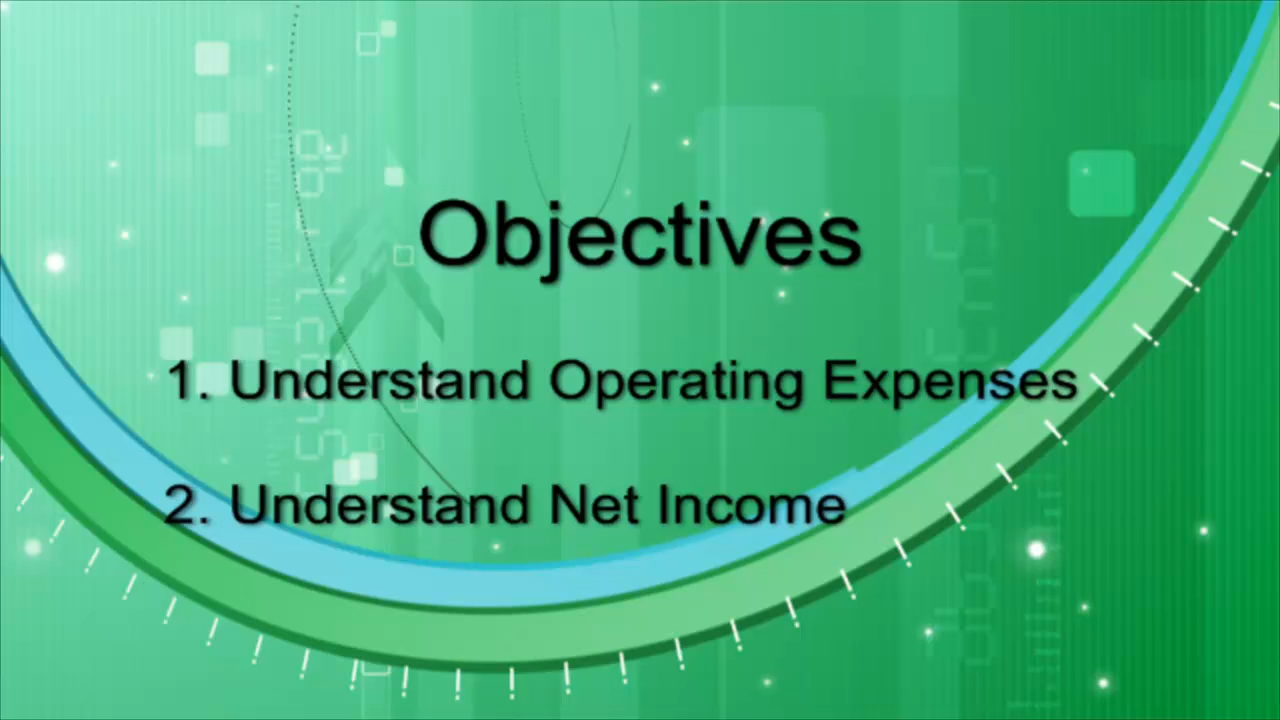 Objectives
1. Understand Operating Expenses
2. Understand Net Income